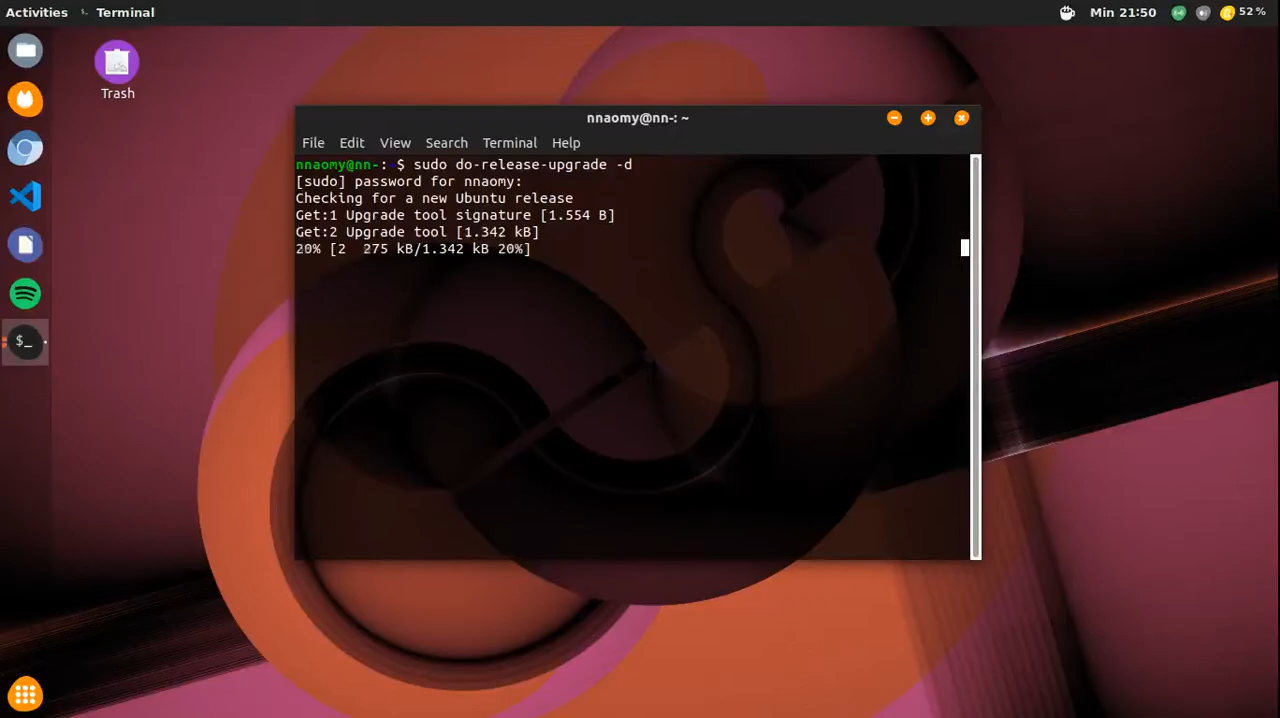 Activities
Terminal
Min 21:50
52 %
Trash
nnaomy@nn-: ~
File Edit View Search Terminal Help
nnaomy@nn-:~$ sudo do-release-upgrade -d
[sudo] password for nnaomy:
Checking for a new Ubuntu release
Get:1 Upgrade tool signature [1.554 B]
Get:2 Upgrade tool [1.342 kB]
20% [2  275 kB/1.342 kB 20%]
$_